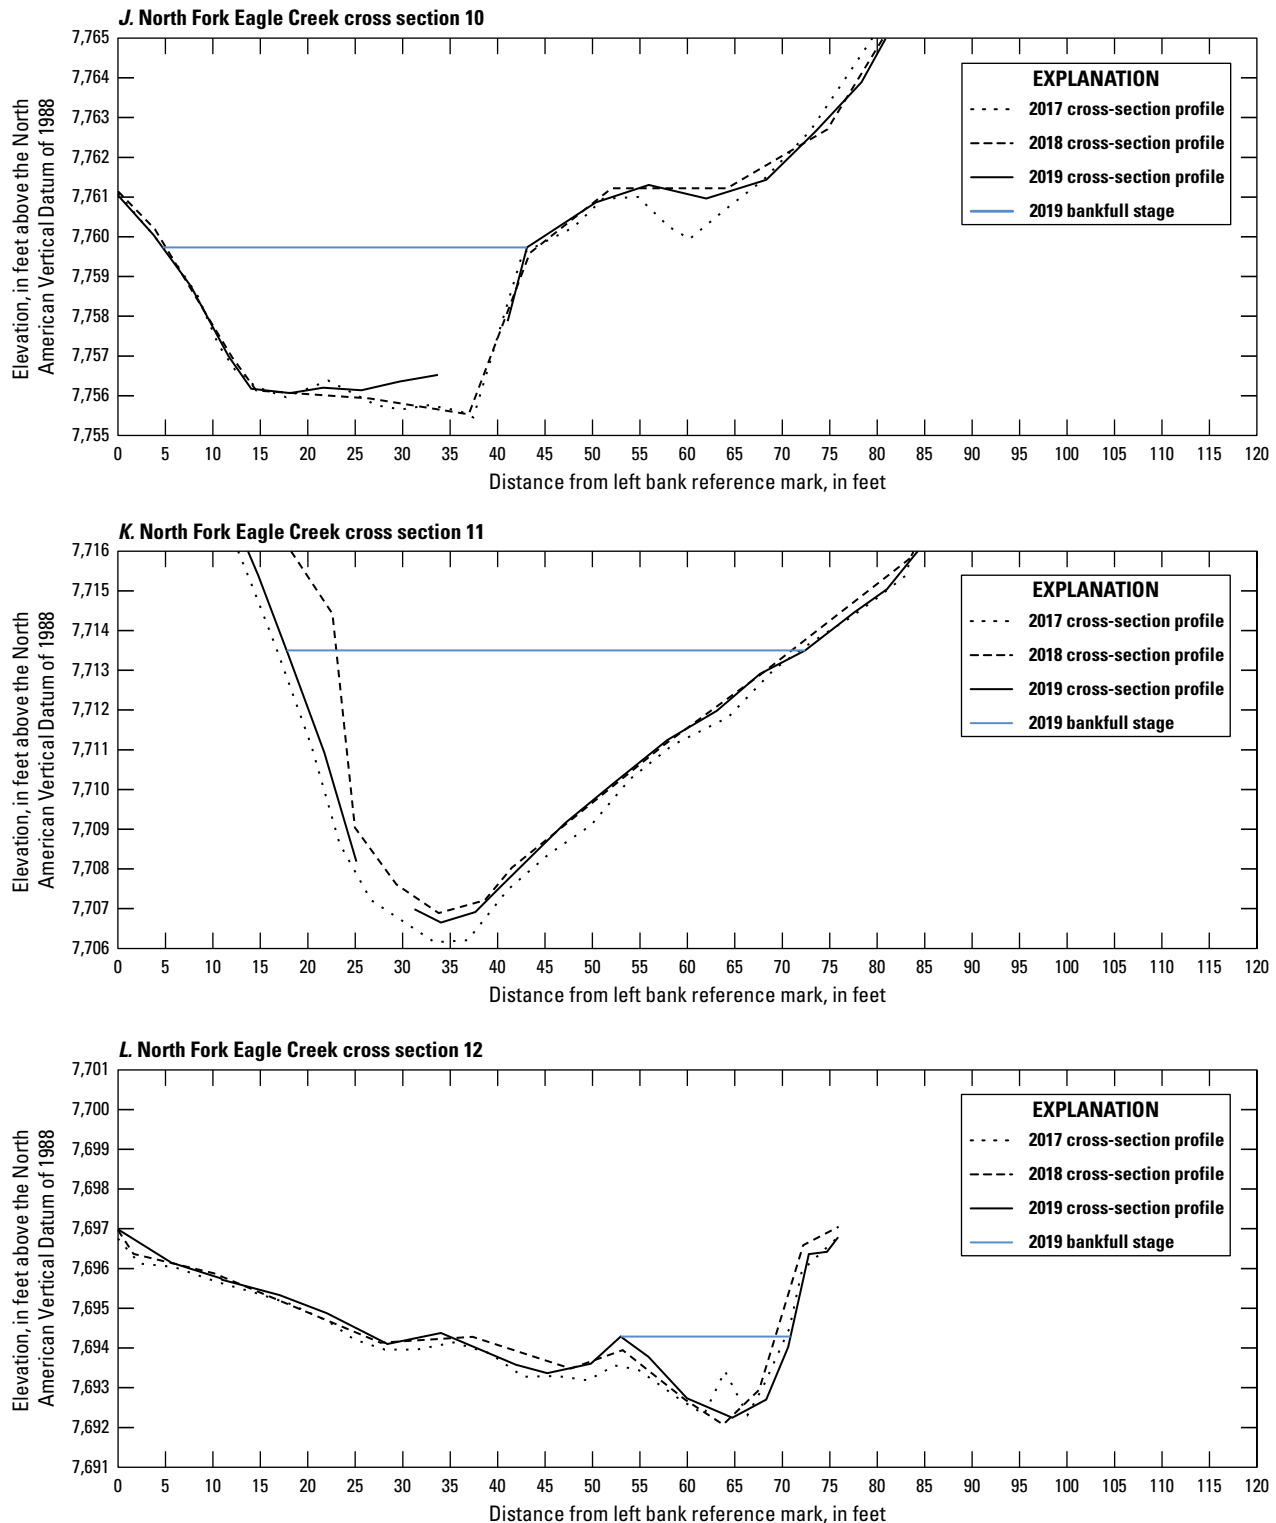 J. North Fork Eagle Creek cross section 10
Elevation, in feet above the North
American Vertical Datum of 1988
7,765
7,764
7,763
7,762
7,761
7,760
7,759
7,758
7,757
7,756
7,755
EXPLANATION
2017 cross-section profile
2018 cross-section profile
2019 cross-section profile
2019 bankfull stage
0 5 10 15 20 25 30 35 40 45 50 55 60 65 70 75 80 85 90 95 100 105 110 115 120
Distance from left bank reference mark, in feet
K. North Fork Eagle Creek cross section 11
Elevation, in feet above the North
American Vertical Datum of 1988
7,716
7,715
7,714
7,713
7,712
7,711
7,710
7,709
7,708
7,707
7,706
EXPLANATION
2017 cross-section profile
2018 cross-section profile
2019 cross-section profile
2019 bankfull stage
0 5 10 15 20 25 30 35 40 45 50 55 60 65 70 75 80 85 90 95 100 105 110 115 120
Distance from left bank reference mark, in feet
L. North Fork Eagle Creek cross section 12
Elevation, in feet above the North
American Vertical Datum of 1988
7,701
7,700
7,699
7,698
7,697
7,696
7,695
7,694
7,693
7,692
7,691
EXPLANATION
2017 cross-section profile
2018 cross-section profile
2019 cross-section profile
2019 bankfull stage
0 5 10 15 20 25 30 35 40 45 50 55 60 65 70 75 80 85 90 95 100 105 110 115 120
Distance from left bank reference mark, in feet